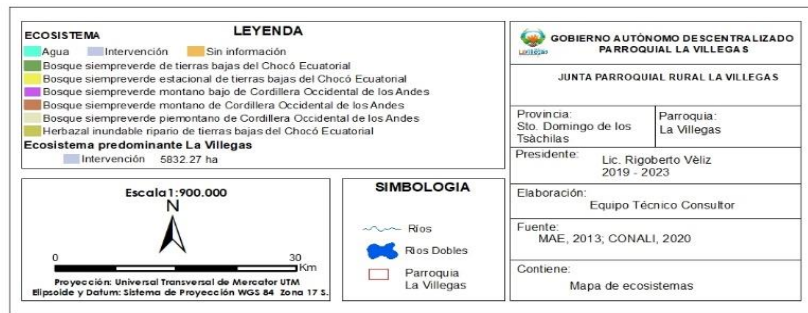 LEYENDA
ECOSISTEMA
Agua Intervención Sin información
Bosque siempreverde de tierras bajas del Chocó Ecuatorial
Bosque siempreverde estacional de tierras bajas del Chocó Ecuatorial
Bosque siempreverde montano bajo de Cordillera Occidental de los Andes
Bosque siempreverde montano de Cordillera Occidental de los Andes
Bosque siempreverde piemontano de Cordillera Occidental de los Andes
Herbazal inundable ripario de tierras bajas del Chocó Ecuatorial
Ecosistema predominante La Villegas
Intervención 5832.27 ha
Escala 1:900.000
N
0 30
Km
Proyección: Universal Transversal de Mercator UTM
Elipsoide y Datum: Sistema de Proyección WGS 84 Zona 17 S.
SIMBOLOGIA
Ríos
Ríos Dobles
Parroquia
La Villegas
GOBIERNO AUTÒNOMO DESCENTRALIZADO
PARROQUIAL LA VILLEGAS
JUNTA PARROQUIAL RURAL LA VILLEGAS
Provincia:
Sto. Domingo de los
Tsàchilas
Parroquia:
La Villegas
Presidente: Lic. Rigoberto Vèliz
2019 - 2023
Elaboración:
Equipo Técnico Consultor
Fuente:
MAE, 2013; CONALI, 2020
Contiene:
Mapa de ecosistemas